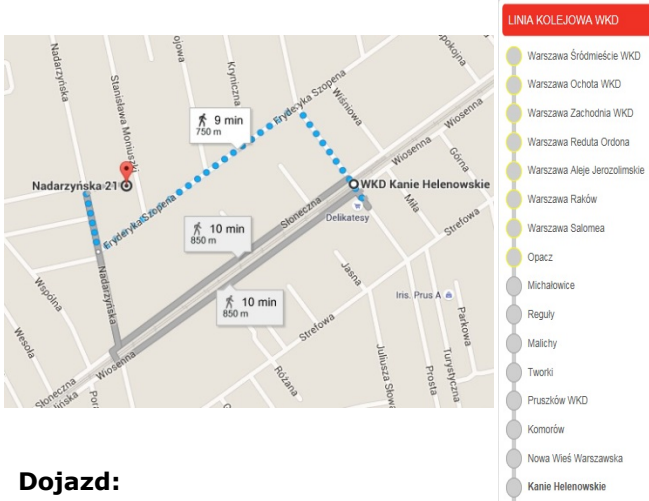 Nadarzyńska
Stanisława Moniuszki
ojowa
Kryniczna
Spokojna
Fryderyka Szopena
Wiśniowa
9 min
750 m
Wiosenna
Wiosenna
Górna
Nadarzyńska 21
WKD Kanie Helenowskie
Słoneczna
Delikatesy
Miła
Strefowa
Fryderyka Szopena
10 min
850 m
Nadarzyńska
Wspólna
Jasna
10 min
850 m
Iris. Prus A
Parkowa
Strefowa
Wesoła
Wiosenna
Juliusza Słowa
Turystyczna
Prosta
Różana
Słoneczna
Dojazd:
LINIA KOLEJOWA WKD
Warszawa Śródmieście WKD
Warszawa Ochota WKD
Warszawa Zachodnia WKD
Warszawa Reduta Ordona
Warszawa Aleje Jerozolimskie
Warszawa Raków
Warszawa Salomea
Opacz
Michałowice
Reguły
Malichy
Tworki
Pruszków WKD
Komorów
Nowa Wieś Warszawska
Kanie Helenowskie